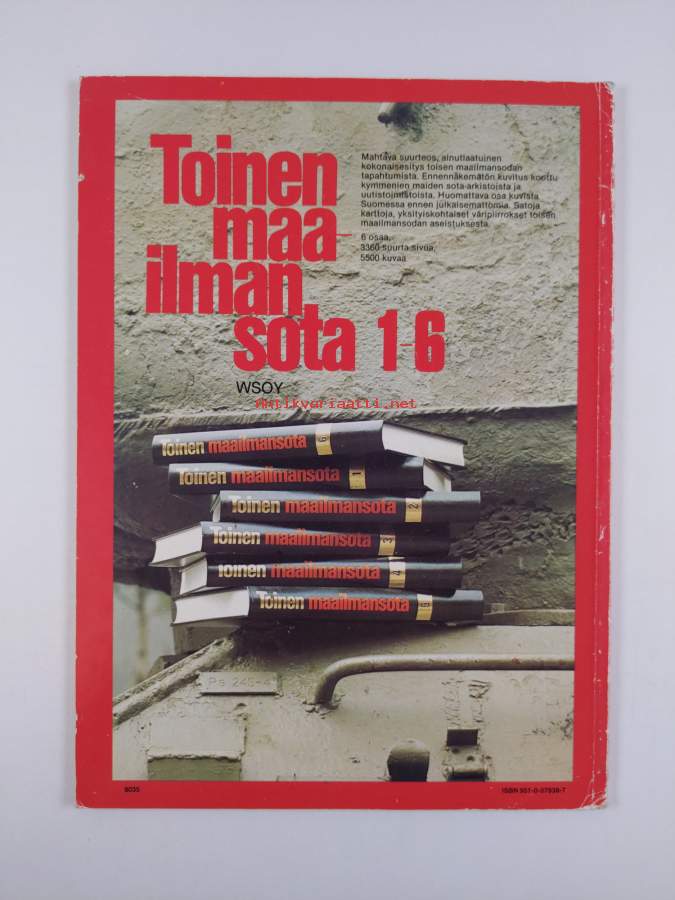 Toinen
maa-
ilman
sota 1-6
WSOY
Mahtava suurteos, ainutlaatuinen
kokonaisesitys toisen maailmansodan
tapahtumista. Ennennäkemätön kuvitus koottu
kymmenien maiden sota-arkistoista ja
uutistoimistoista. Huomattava osa kuvista
Suomessa ennen julkaisemattomia. Satoja
karttoja, yksityiskohtaiset väripiirrokset toisen
maailmansodan aseistuksesta.
6 osaa,
3360 suurta sivua,
5500 kuvaa
Antikvariaatti.net
Toinen maailmansota 6
Toinen maailmansota 1
Toinen maailmansota 2
Toinen maailmansota 3
Toinen maailmansota 4
Toinen maailmansota 5
Ps 245-
ISBN 951-0-07938-7